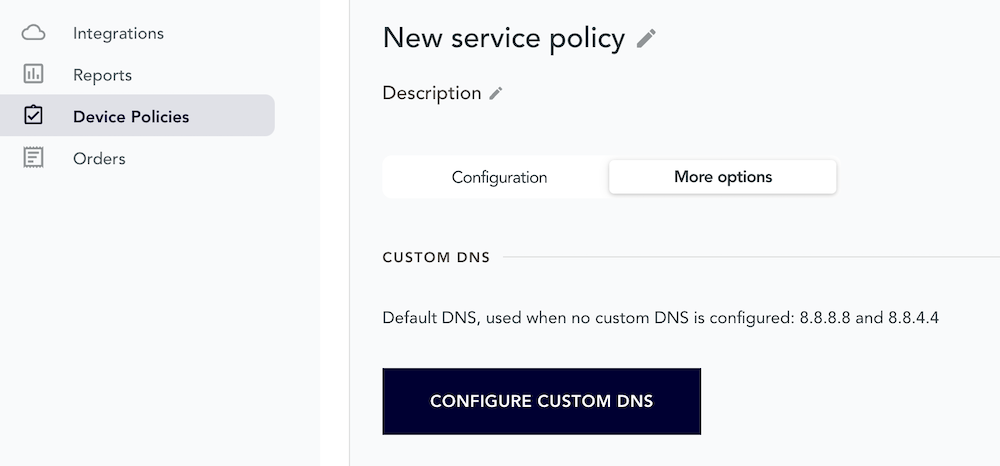 Integrations
Reports
Device Policies
Orders
New service policy
Description
Configuration
More options
CUSTOM DNS
Default DNS, used when no custom DNS is configured: 8.8.8.8 and 8.8.4.4
CONFIGURE CUSTOM DNS